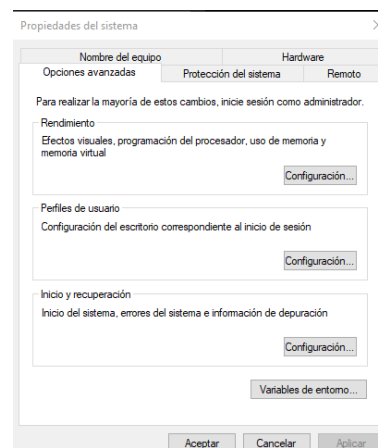 Propiedades del sistema
Nombre del equipo
Hardware
Opciones avanzadas
Protección del sistema
Remoto
Para realizar la mayoría de estos cambios, inicie sesión como administrador.
Rendimiento
Efectos visuales, programación del procesador, uso de memoria y
memoria virtual
Configuración...
Perfiles de usuario
Configuración del escritorio correspondiente al inicio de sesión
Configuración...
Inicio y recuperación
Inicio del sistema, errores del sistema e información de depuración
Configuración...
Variables de entorno...
Aceptar
Cancelar
Aplicar